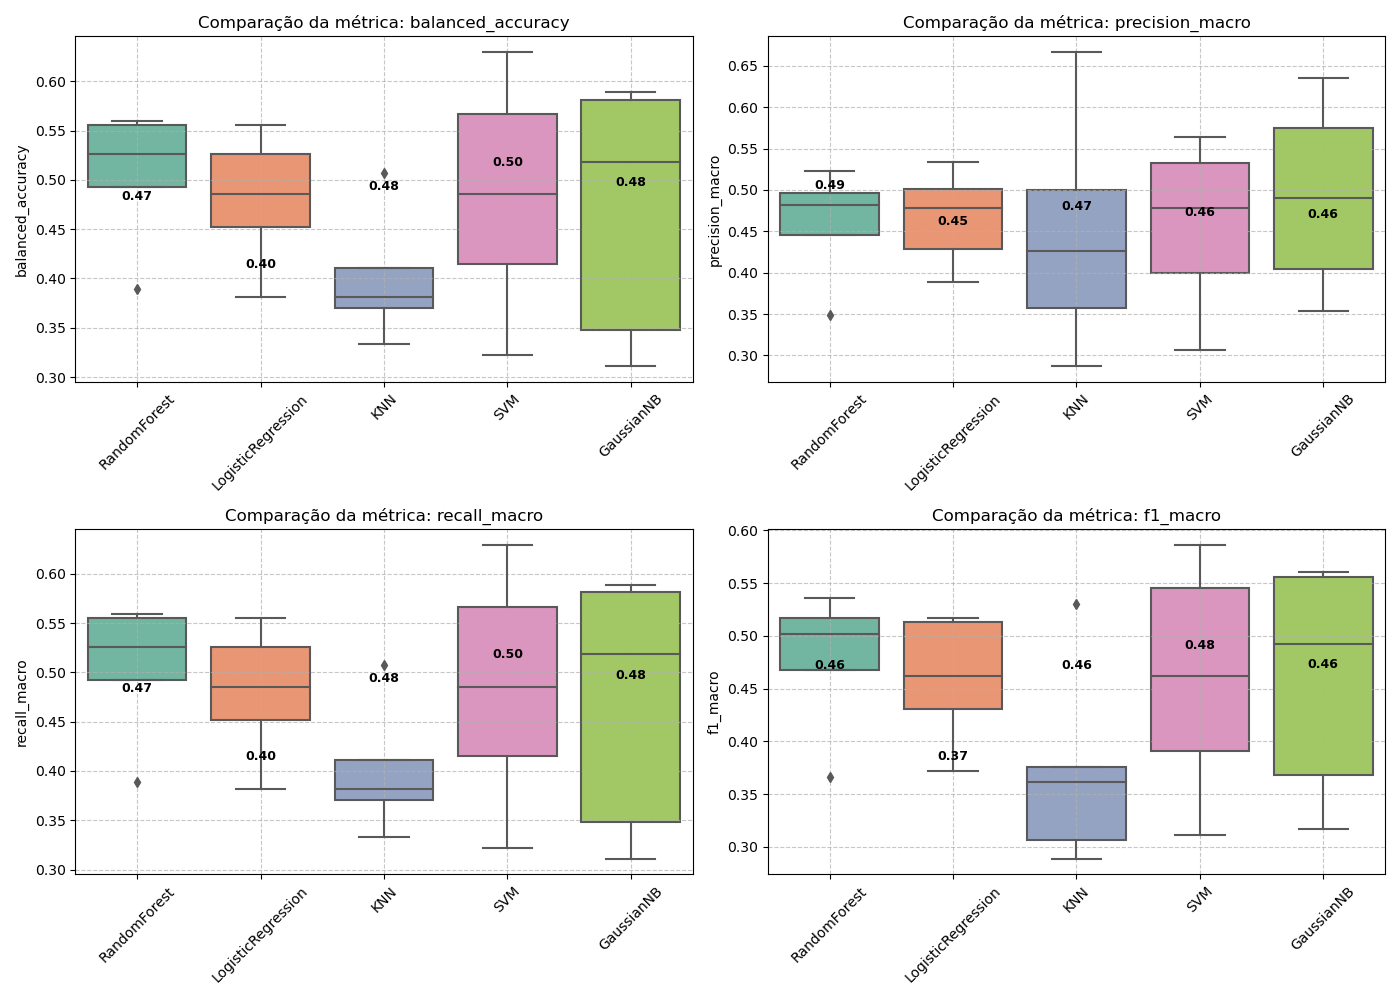 Comparação da métrica: balanced_accuracy
balanced_accuracy
0.60
0.55
0.50
0.45
0.40
0.35
0.30
0.47
0.40
0.48
0.50
0.48
RandomForest
LogisticRegression
KNN
SVM
GaussianNB
Comparação da métrica: precision_macro
precision_macro
0.65
0.60
0.55
0.50
0.45
0.40
0.35
0.30
0.49
0.45
0.47
0.46
0.46
RandomForest
LogisticRegression
KNN
SVM
GaussianNB
Comparação da métrica: recall_macro
recall_macro
0.60
0.55
0.50
0.45
0.40
0.35
0.30
0.47
0.40
0.48
0.50
0.48
RandomForest
LogisticRegression
KNN
SVM
GaussianNB
Comparação da métrica: f1_macro
f1_macro
0.60
0.55
0.50
0.45
0.40
0.35
0.30
0.46
0.37
0.46
0.48
0.46
RandomForest
LogisticRegression
KNN
SVM
GaussianNB